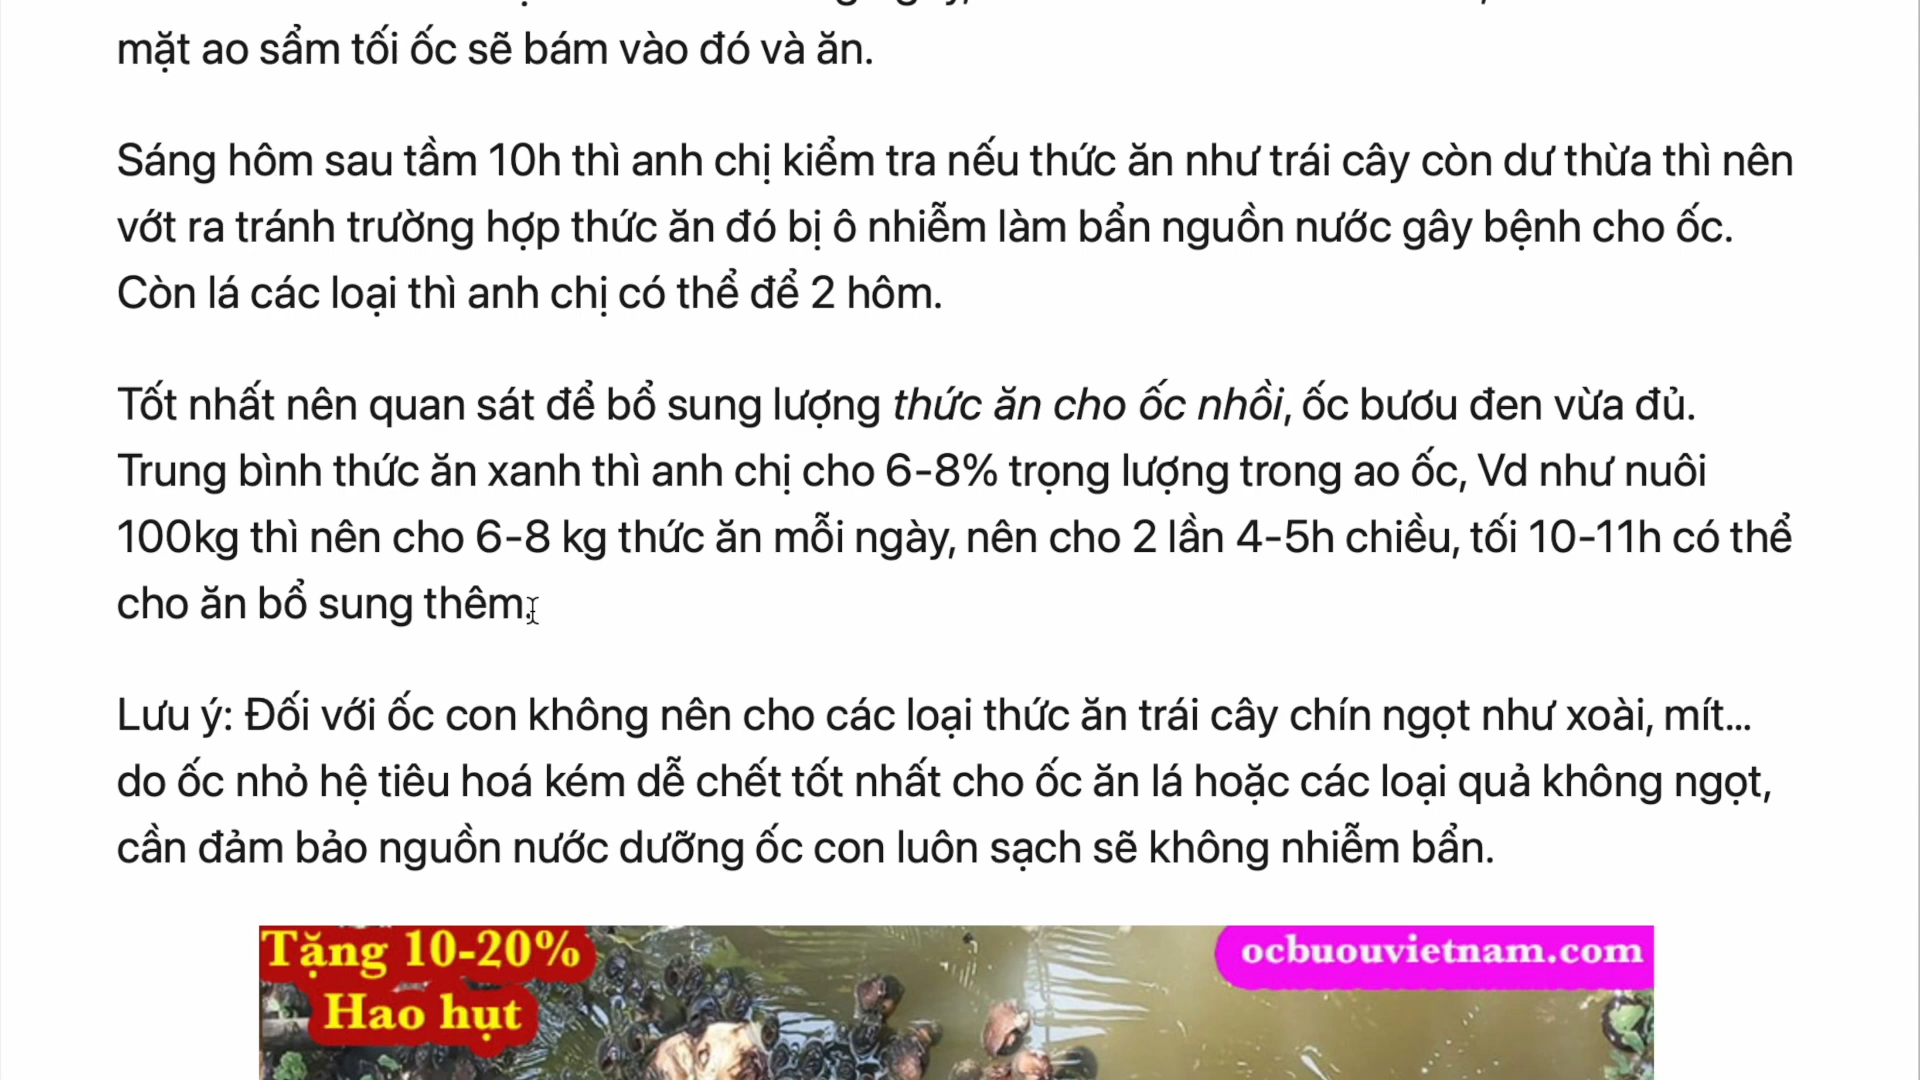 mặt ao sẩm tối ốc sẽ bám vào đó và ăn.
Sáng hôm sau tầm 10h thì anh chị kiểm tra nếu thức ăn như trái cây còn dư thừa thì nên
vớt ra tránh trường hợp thức ăn đó bị ô nhiễm làm bẩn nguồn nước gây bệnh cho ốc.
Còn lá các loại thì anh chị có thể để 2 hôm.
Tốt nhất nên quan sát để bổ sung lượng thức ăn cho ốc nhồi, ốc bươu đen vừa đủ.
Trung bình thức ăn xanh thì anh chị cho 6-8% trọng lượng trong ao ốc, Vd như nuôi
100kg thì nên cho 6-8 kg thức ăn mỗi ngày, nên cho 2 lần 4-5h chiều, tối 10-11h có thể
cho ăn bổ sung thêm.
Lưu ý: Đối với ốc con không nên cho các loại thức ăn trái cây chín ngọt như xoài, mít…
do ốc nhỏ hệ tiêu hoá kém dễ chết tốt nhất cho ốc ăn lá hoặc các loại quả không ngọt,
cần đảm bảo nguồn nước dưỡng ốc con luôn sạch sẽ không nhiễm bẩn.
Tặng 10-20%
Hao hụt
ocbuouvietnam.com